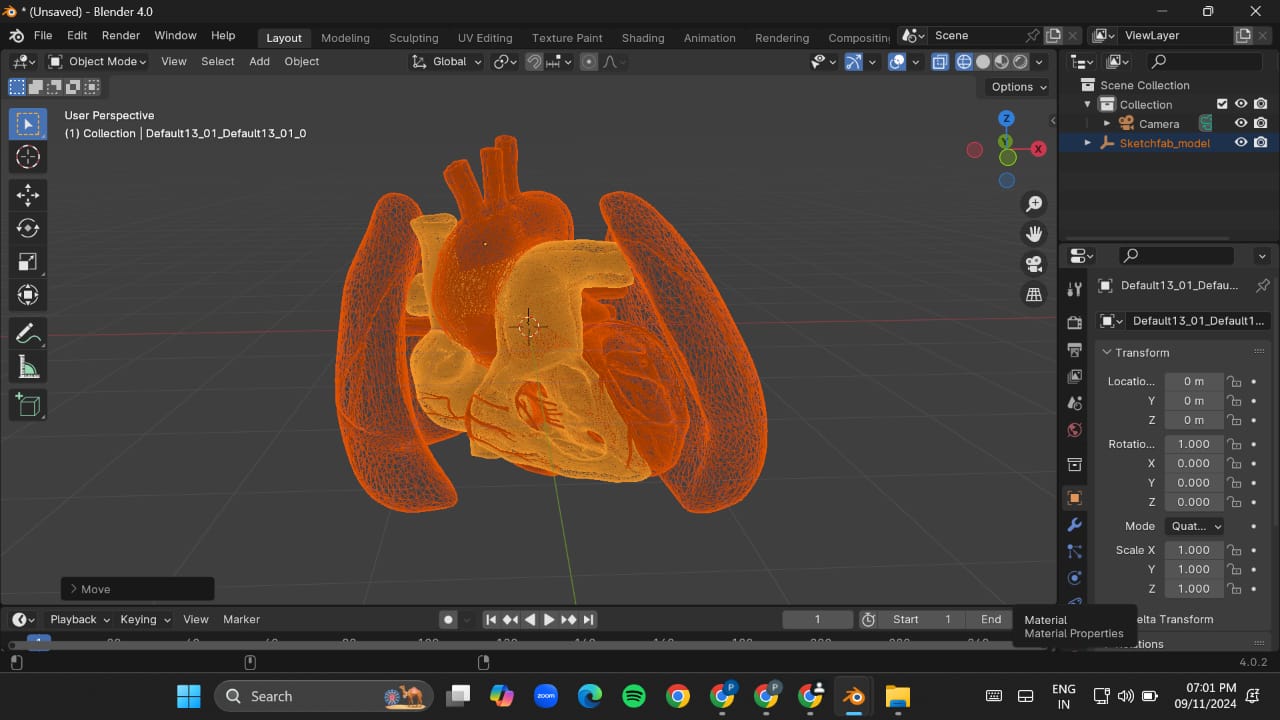 * (Unsaved) - Blender 4.0
File Edit Render Window Help Layout Modeling Sculpting UV Editing Texture Paint Shading Animation Rendering Compositin Scene ViewLayer
Object Mode View Select Add Object Global
Options
User Perspective
(1) Collection | Default13_01_Default13_01_0
Z
Y
X
Move
Scene Collection
Collection
Camera
Sketchfab_model
Default13_01_Defau...
Default13_01_Default1...
Transform
Locatio... 0 m
Y 0 m
Z 0 m
Rotatio... 1.000
X 0.000
Y 0.000
Z 0.000
Mode Quat...
Scale X 1.000
Y 1.000
Z 1.000
elta Transform
Material
Material Properties
Playback Keying View Marker 1 Start 1 End
1
4.0.2
Search zoom P P ENG IN 07:01 PM
09/11/2024